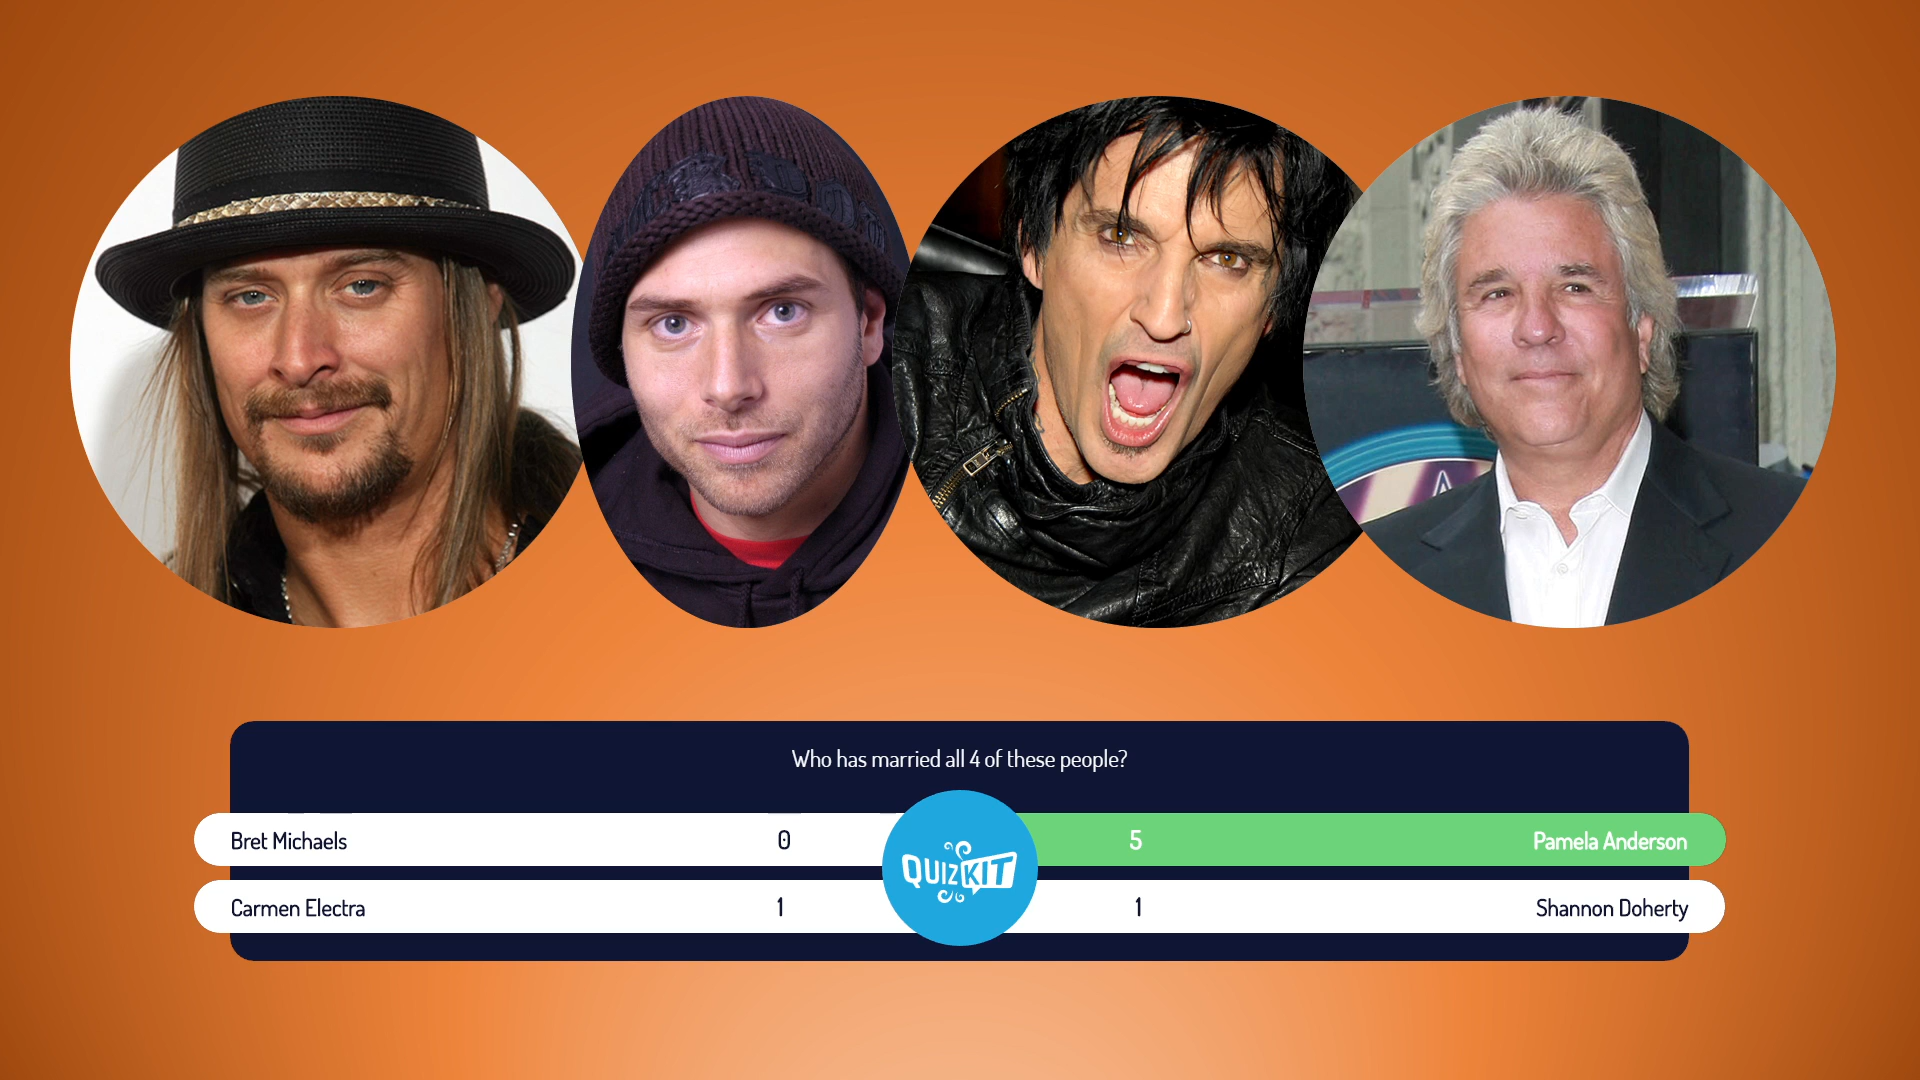 Who has married all 4 of these people?
Bret Michaels 0 5 Pamela Anderson
QUIZKIT
Carmen Electra 1 1 Shannon Doherty